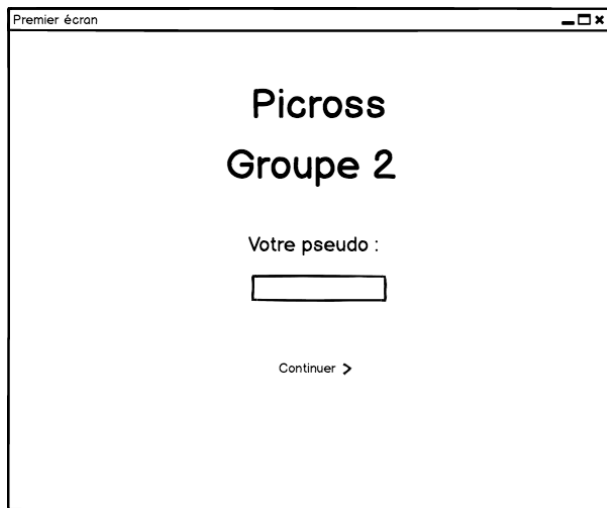 Premier écran
Picross
Groupe 2
Votre pseudo :
Continuer >